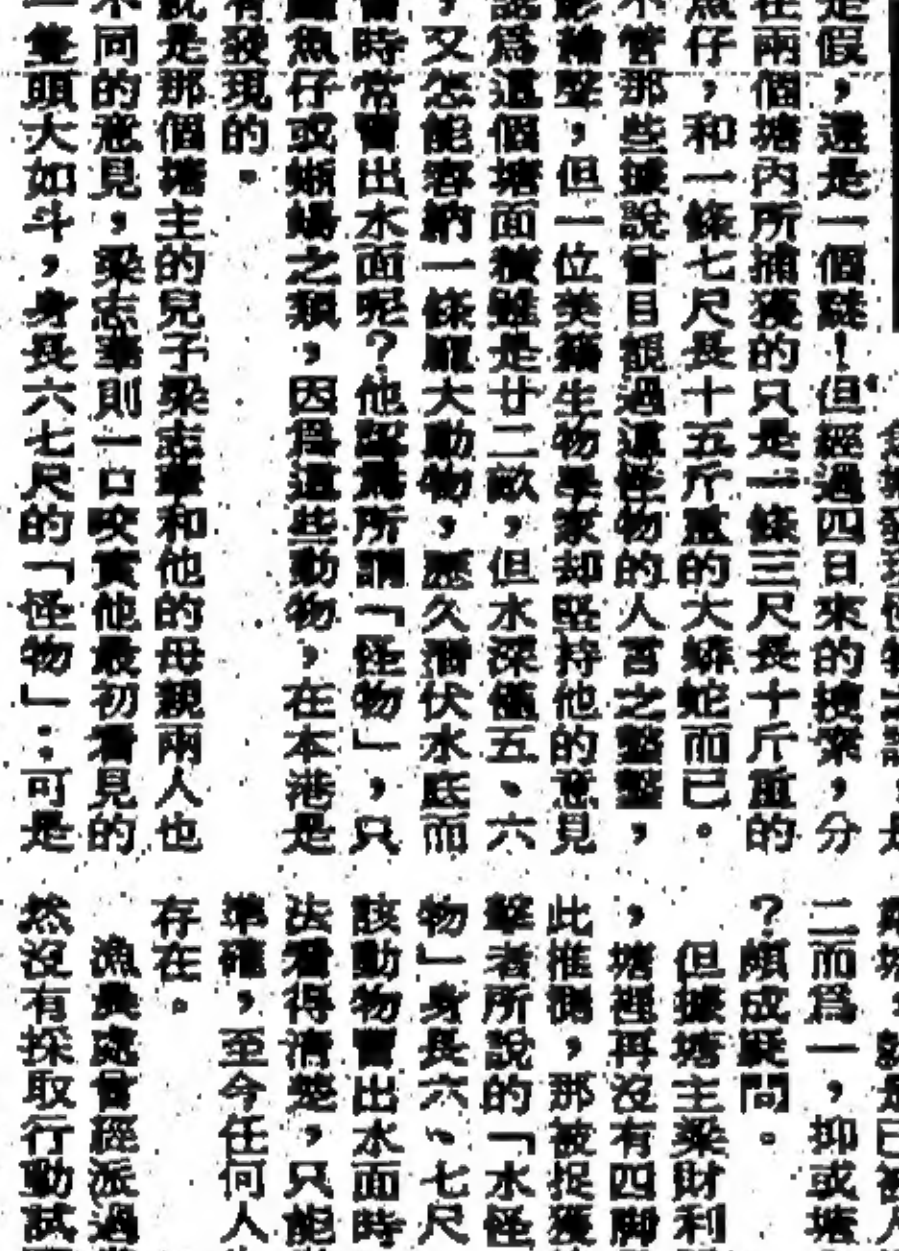 是假，還是一個謎！但經過四日來的搜索，分
在兩個塘內所捕獲的只是一條三尺長十斤重的
魚仔，和一條七尺長十五斤重的大蟒蛇而已。
不管那些據說曾目覩過這怪物的人言之鑿鑿，
影繪聲，但一位英籍生物學家却堅持他的意見
認爲這個塘面積雖是廿二畝，但水深僅五、六
，又怎能容納一條龐大動物，歷久潛伏水底而
時常冒出水面呢？他認爲所謂「怪物」，只
魚仔或蜥蜴之類，因爲這些動物，在本港是
有發現的。
就是那個塘主的兒子梁志華和他的母親兩人也
不同的意見，梁志華則一口咬實他最初看見的
一隻頭大如斗，身長六七尺的「怪物」；可是
二而爲一，抑或塘
？頗成疑問。
但據塘主梁財利
，塘裡再沒有四脚
此推測，那被捉獲
擊者所說的「水怪
物」身長六、七尺
該動物冒出水面時
法看得清楚，只能
準確，至今任何人
存在。
漁農處曾經派過
然沒有採取行動試